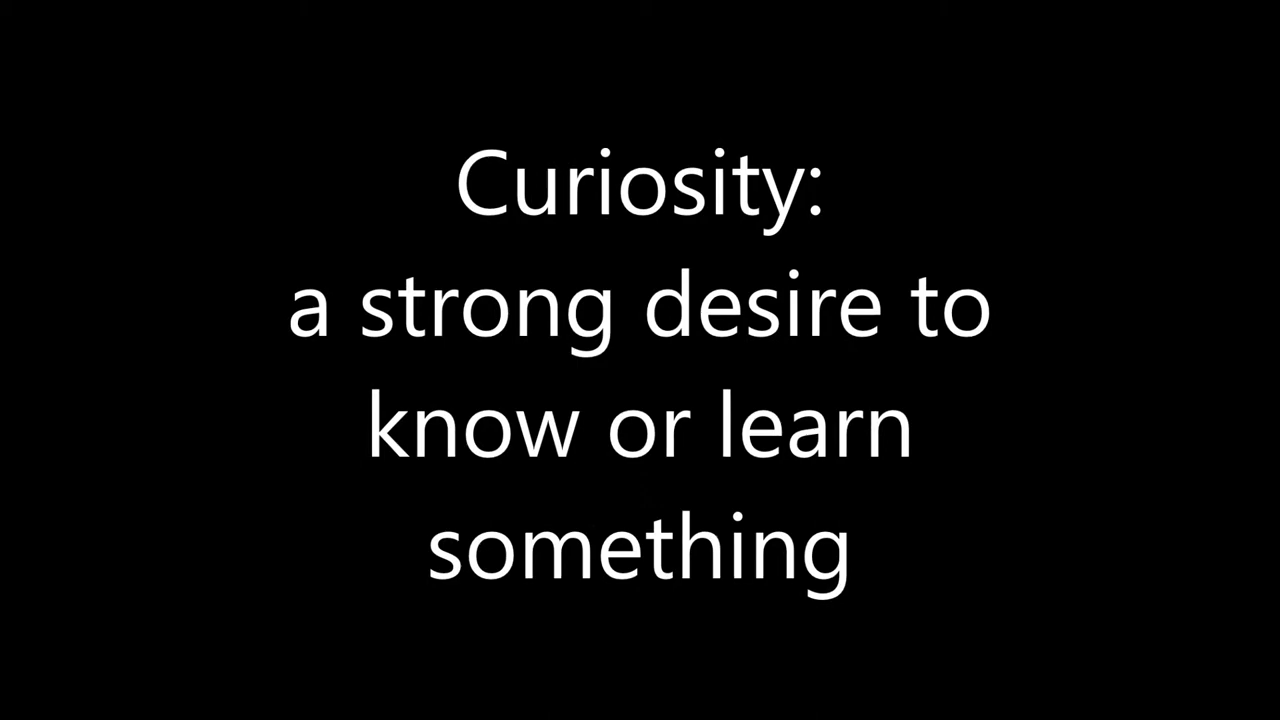 Curiosity:
a strong desire to
know or learn
something